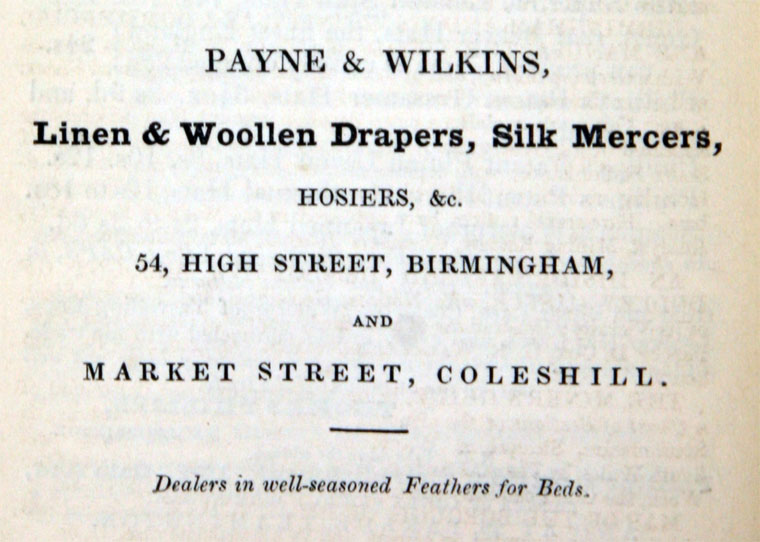 PAYNE & WILKINS,
Linen & Woollen Drapers, Silk Mercers,
HOSIERS, &c.
54, HIGH STREET, BIRMINGHAM,
AND
MARKET STREET, COLESHILL.
Dealers in well-seasoned Feathers for Beds.